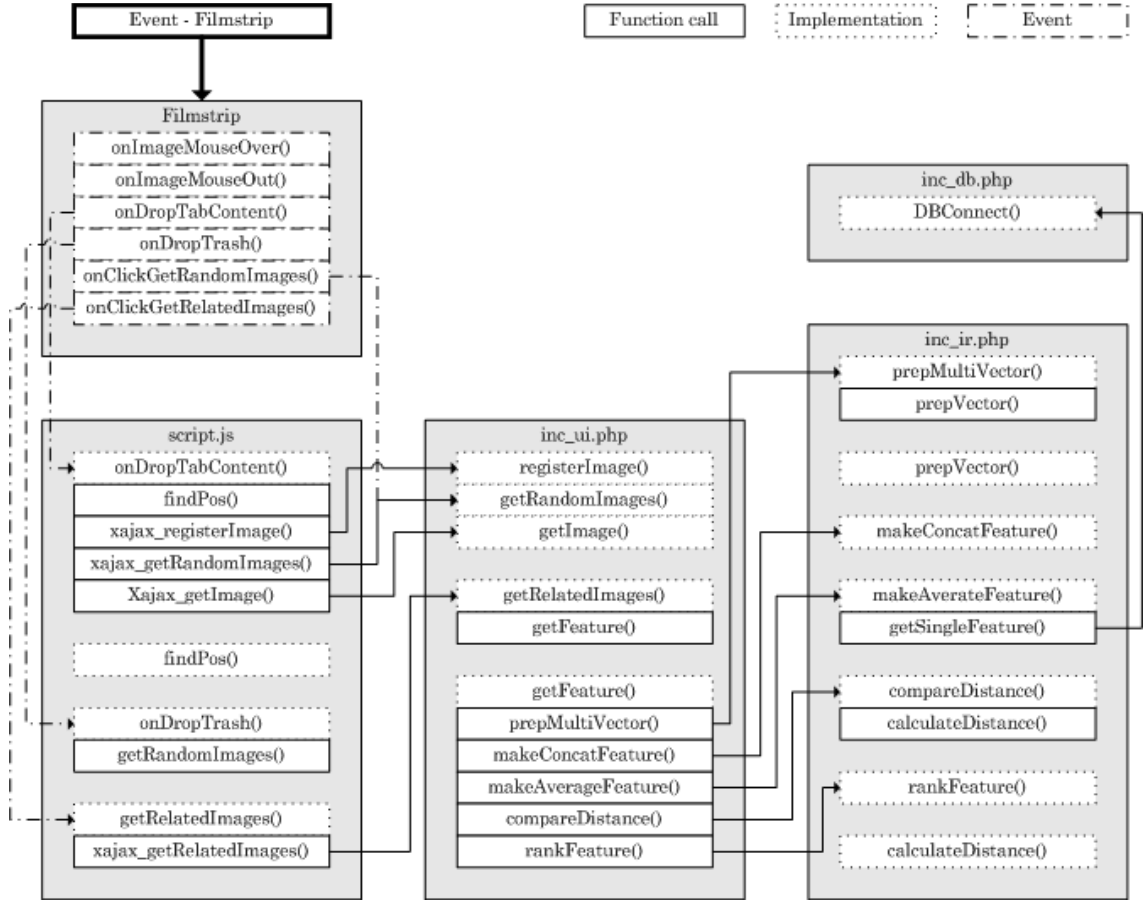 Event - Filmstrip
Function call
Implementation
Event
Filmstrip
onImageMouseOver()
onImageMouseOut()
onDropTabContent()
onDropTrash()
onClickGetRandomImages()
onClickGetRelatedImages()
inc_db.php
DBConnect()
script.js
onDropTabContent()
findPos()
xajax_registerImage()
xajax_getRandomImages()
Xajax_getImage()
findPos()
onDropTrash()
getRandomImages()
getRelatedImages()
xajax_getRelatedImages()
inc_ui.php
registerImage()
getRandomImages()
getImage()
getRelatedImages()
getFeature()
getFeature()
prepMultiVector()
makeConcatFeature()
makeAverageFeature()
compareDistance()
rankFeature()
inc_ir.php
prepMultiVector()
prepVector()
prepVector()
makeConcatFeature()
makeAverateFeature()
getSingleFeature()
compareDistance()
calculateDistance()
rankFeature()
calculateDistance()